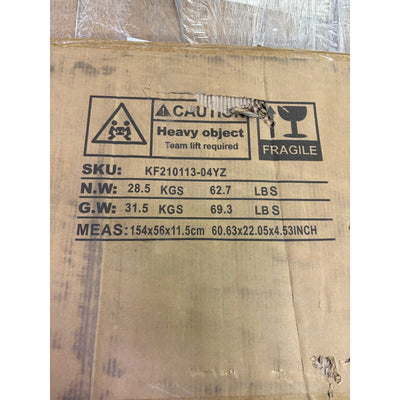 CAUTION
Heavy object
Team lift required
FRAGILE
SKU: KF210113-04YZ
N.W: 28.5 KGS 62.7 LBS
G.W: 31.5 KGS 69.3 LBS
MEAS: 154x56x11.5cm 60.63x22.05x4.53INCH